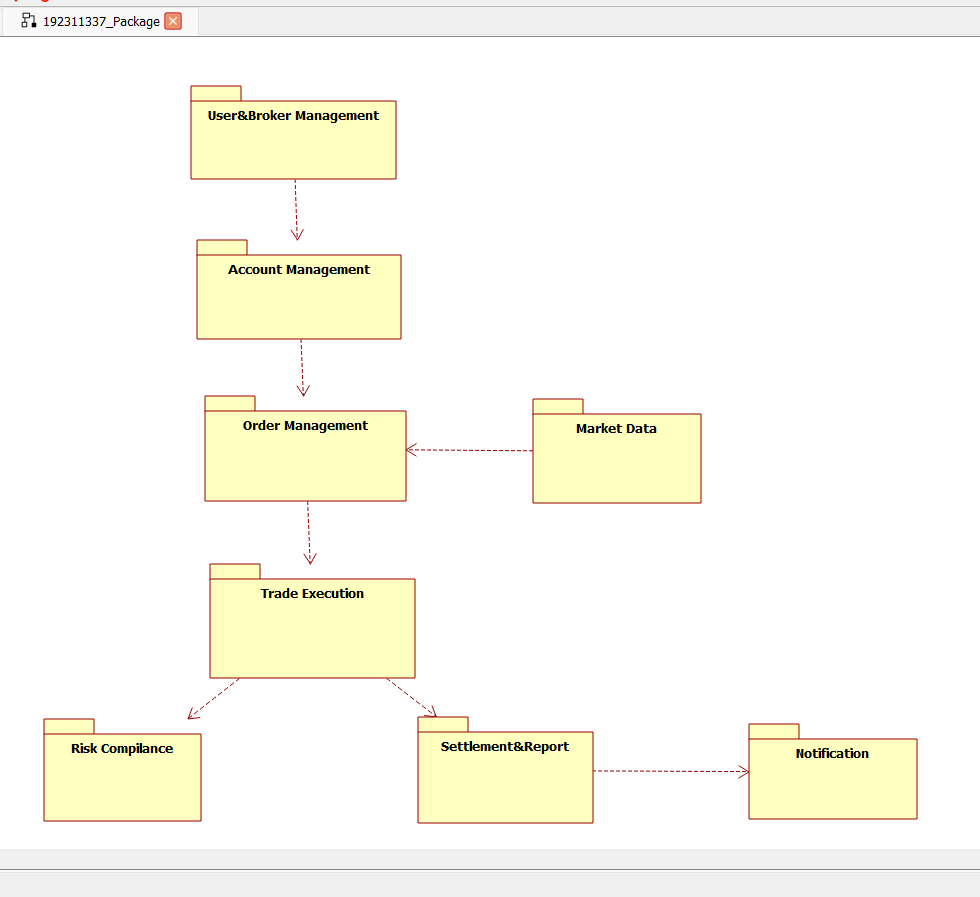 192311337_Package
User&Broker Management
Account Management
Order Management
Market Data
Trade Execution
Risk Compilance
Settlement&Report
Notification